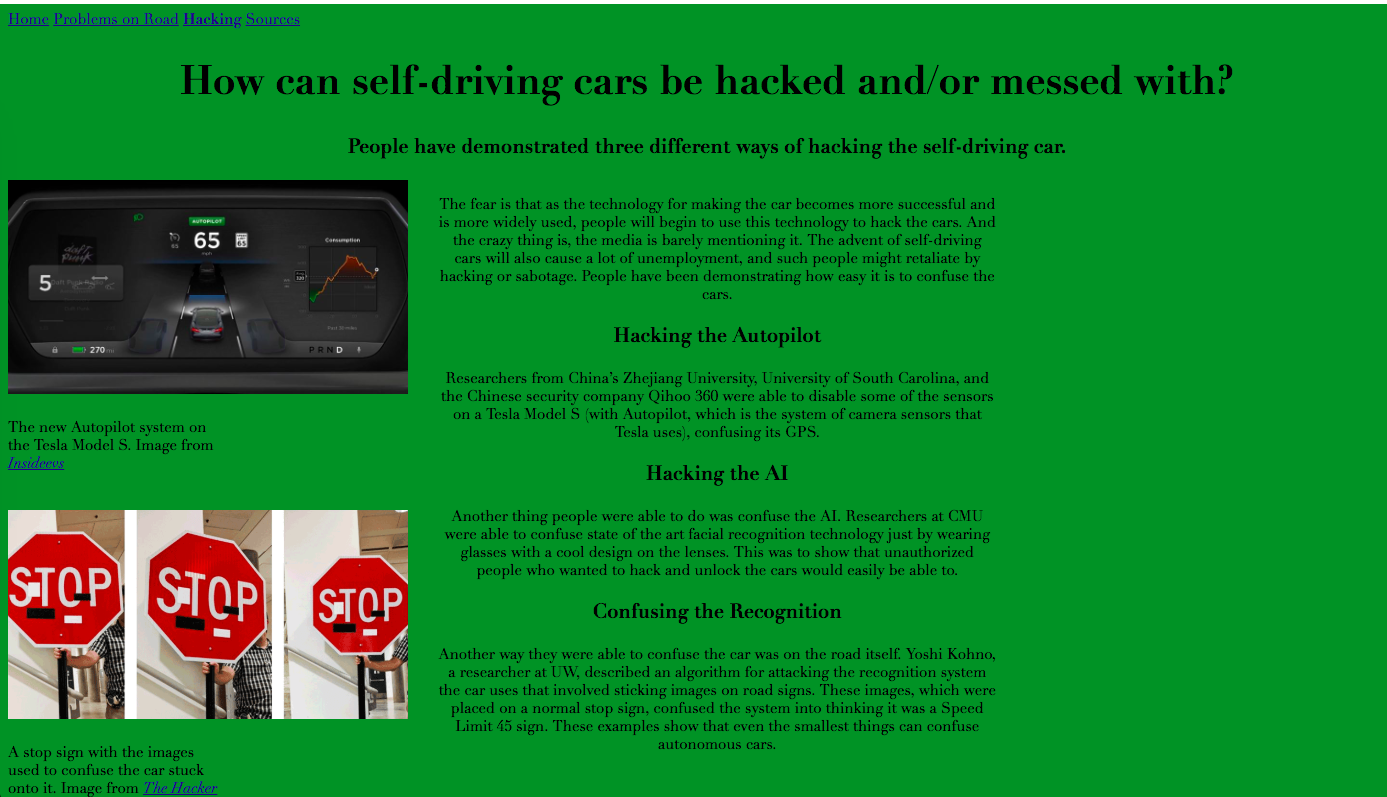 Home Problems on Road Hacking Sources
How can self-driving cars be hacked and/or messed with?
People have demonstrated three different ways of hacking the self-driving car.
AUTOPILOT
65
65
mph
SPEED LIMIT 65
Consumption
daft punk
5
Past 30 miles
270 mi
P R N D
The new Autopilot system on
the Tesla Model S. Image from
Insideevs
STOP
STOP
STOP
A stop sign with the images
used to confuse the car stuck
onto it. Image from The Hacker
The fear is that as the technology for making the car becomes more successful and
is more widely used, people will begin to use this technology to hack the cars. And
the crazy thing is, the media is barely mentioning it. The advent of self-driving
cars will also cause a lot of unemployment, and such people might retaliate by
hacking or sabotage. People have been demonstrating how easy it is to confuse the
cars.
Hacking the Autopilot
Researchers from China’s Zhejiang University, University of South Carolina, and
the Chinese security company Qihoo 360 were able to disable some of the sensors
on a Tesla Model S (with Autopilot, which is the system of camera sensors that
Tesla uses), confusing its GPS.
Hacking the AI
Another thing people were able to do was confuse the AI. Researchers at CMU
were able to confuse state of the art facial recognition technology just by wearing
glasses with a cool design on the lenses. This was to show that unauthorized
people who wanted to hack and unlock the cars would easily be able to.
Confusing the Recognition
Another way they were able to confuse the car was on the road itself. Yoshi Kohno,
a researcher at UW, described an algorithm for attacking the recognition system
the car uses that involved sticking images on road signs. These images, which were
placed on a normal stop sign, confused the system into thinking it was a Speed
Limit 45 sign. These examples show that even the smallest things can confuse
autonomous cars.